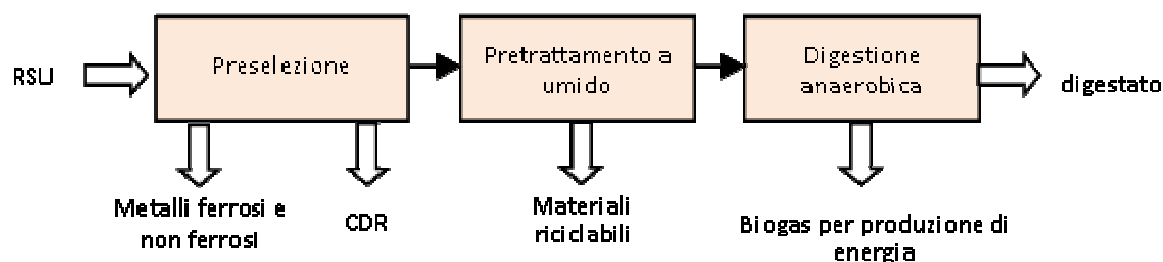 RSU
Preselezione
Pretrattamento a
umido
Digestione
anaerobica
digestato
Metalli ferrosi e
non ferrosi
CDR
Materiali
riciclabili
Biogas per produzione di
energia